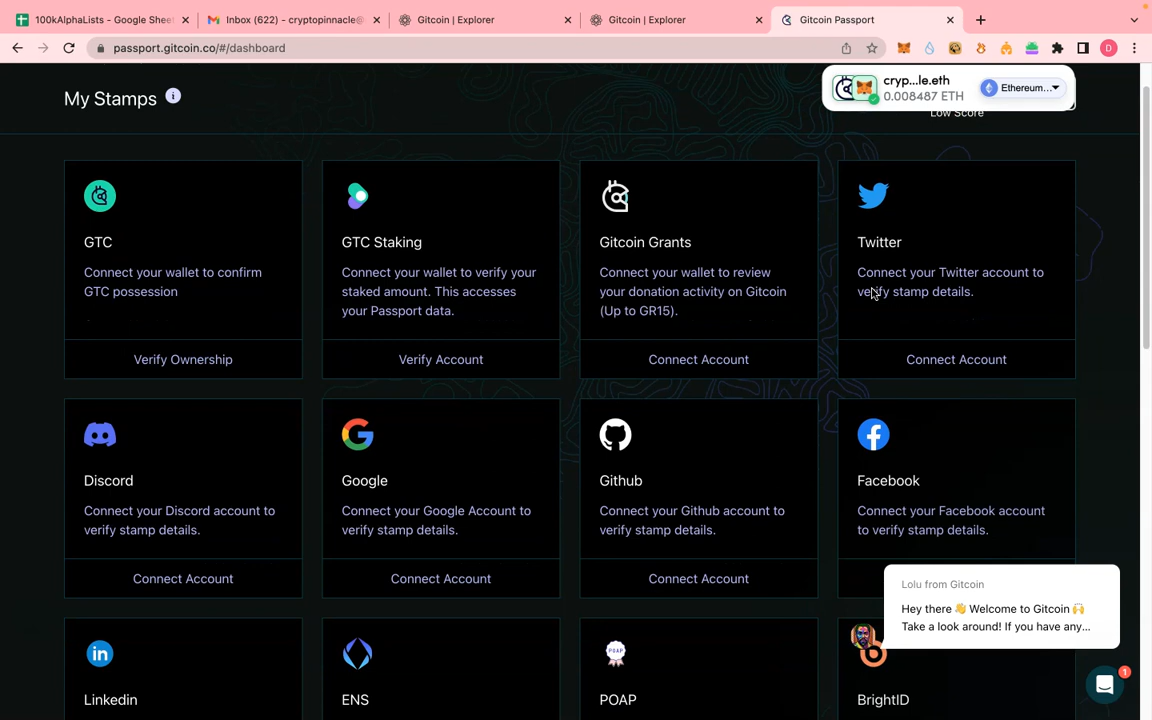 100kAlphaLists - Google Shee
Inbox (622) - cryptopinnacle@
Gitcoin | Explorer
Gitcoin | Explorer
Gitcoin Passport
passport.gitcoin.co/#/dashboard
D
My Stamps
cryp...le.eth
0.008487 ETH
Ethereum...
Low Score
GTC
Connect your wallet to confirm
GTC possession
Verify Ownership
GTC Staking
Connect your wallet to verify your
staked amount. This accesses
your Passport data.
Verify Account
Gitcoin Grants
Connect your wallet to review
your donation activity on Gitcoin
(Up to GR15).
Connect Account
Twitter
Connect your Twitter account to
verify stamp details.
Connect Account
Discord
Connect your Discord account to
verify stamp details.
Connect Account
Google
Connect your Google Account to
verify stamp details.
Connect Account
Github
Connect your Github account to
verify stamp details.
Connect Account
Facebook
Connect your Facebook account
to verify stamp details.
Lolu from Gitcoin
Hey there 👋 Welcome to Gitcoin 🙌
Take a look around! If you have any...
1
Linkedin
ENS
POAP
POAP
BrightID